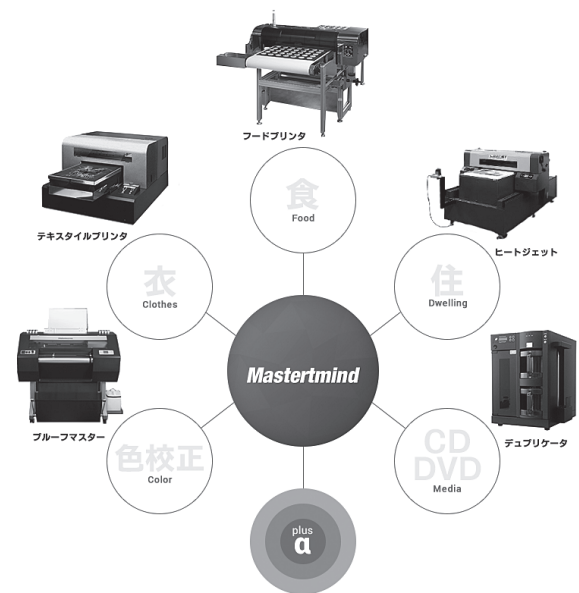 フードプリンタ
食
Food
テキスタイルプリンタ
衣
Clothes
ヒートジェット
住
Dwelling
Mastertmind
プルーフマスター
色校正
Color
CD
DVD
Media
デュプリケータ
plus
α